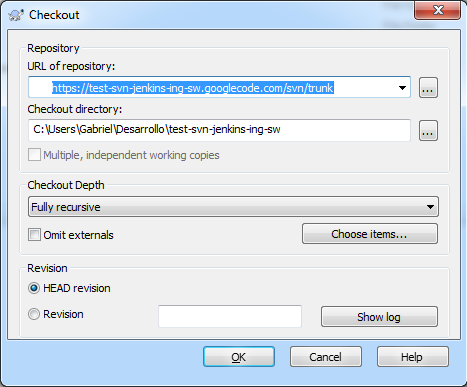 Checkout
Repository
URL of repository:
https://test-svn-jenkins-ing-sw.googlecode.com/svn/trunk
...
Checkout directory:
C:\Users\Gabriel\Desarrollo\test-svn-jenkins-ing-sw
...
Multiple, independent working copies
Checkout Depth
Fully recursive
Omit externals
Choose items...
Revision
HEAD revision
Revision
Show log
OK
Cancel
Help